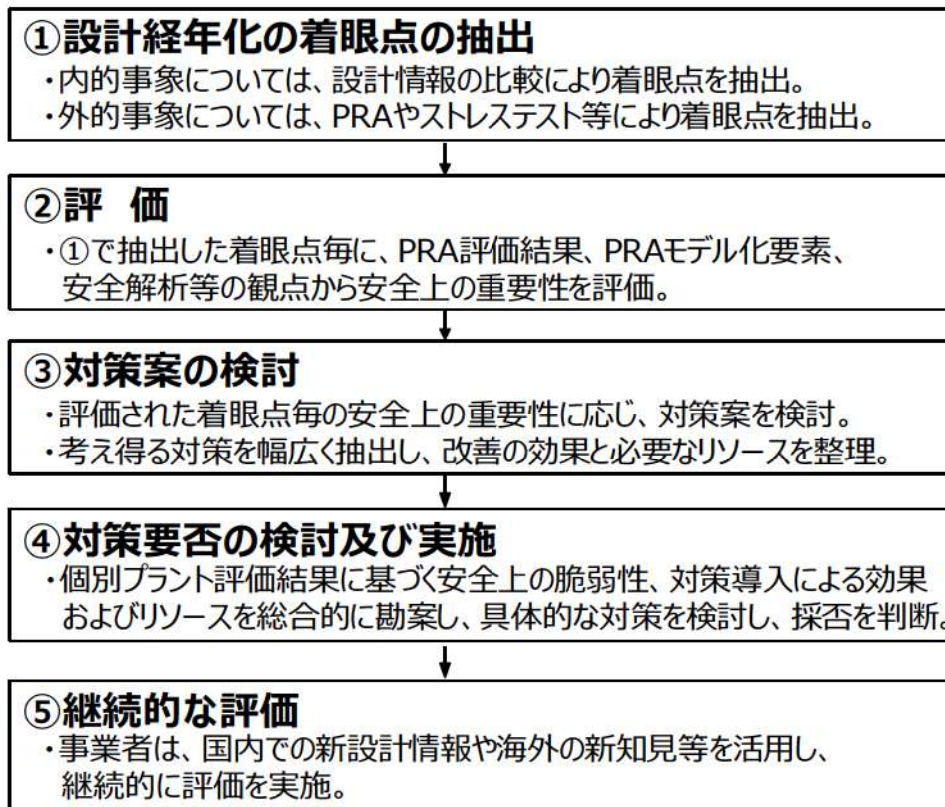 ①設計経年化の着眼点の抽出
・内的事象については、設計情報の比較により着眼点を抽出。
・外的事象については、PRAやストレステスト等により着眼点を抽出。
②評 価
・①で抽出した着眼点毎に、PRA評価結果、PRAモデル化要素、
安全解析等の観点から安全上の重要性を評価。
③対策案の検討
・評価された着眼点毎の安全上の重要性に応じ、対策案を検討。
・考え得る対策を幅広く抽出し、改善の効果と必要なリソースを整理。
④対策要否の検討及び実施
・個別プラント評価結果に基づく安全上の脆弱性、対策導入による効果
およびリソースを総合的に勘案し、具体的な対策を検討し、採否を判断。
⑤継続的な評価
・事業者は、国内での新設計情報や海外の新知見等を活用し、
継続的に評価を実施。